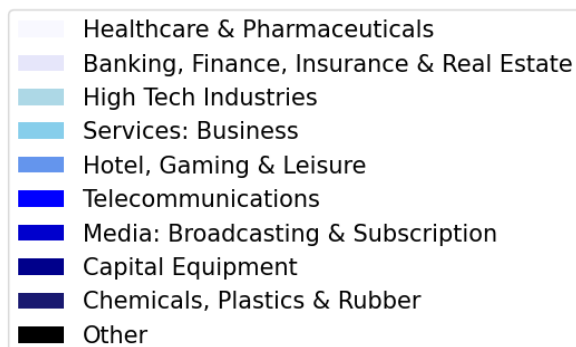 Healthcare & Pharmaceuticals
Banking, Finance, Insurance & Real Estate
High Tech Industries
Services: Business
Hotel, Gaming & Leisure
Telecommunications
Media: Broadcasting & Subscription
Capital Equipment
Chemicals, Plastics & Rubber
Other